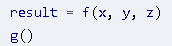 result = f(x, y, z)
g()